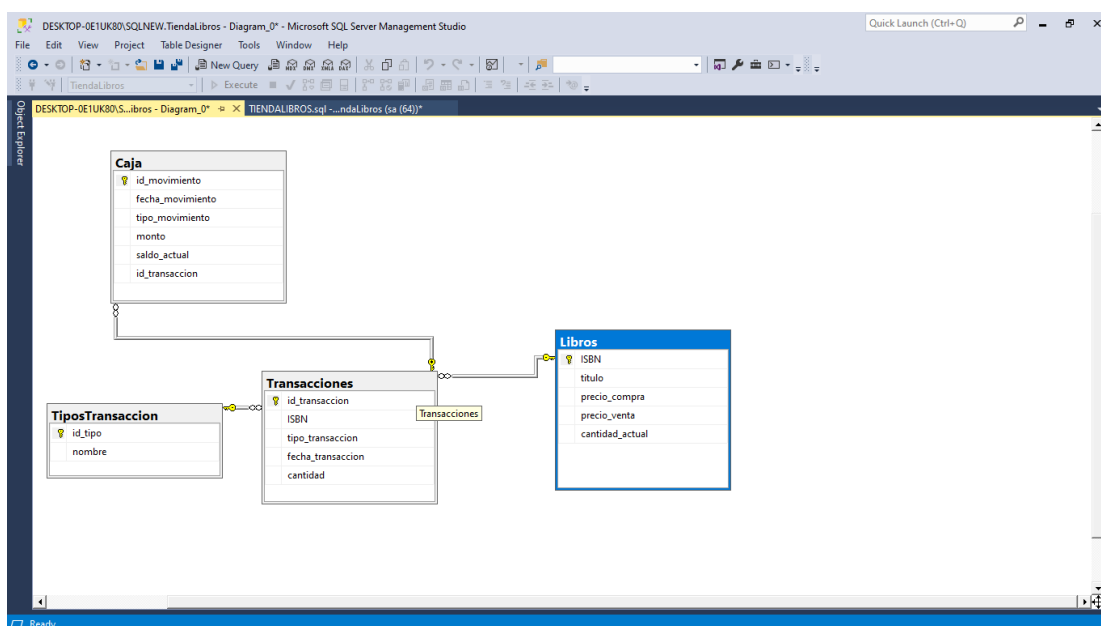 DESKTOP-0E1UK80\SQLNEW.TiendaLibros - Diagram_0* - Microsoft SQL Server Management Studio
Quick Launch (Ctrl+Q)
File Edit View Project Table Designer Tools Window Help
New Query
TiendaLibros
Execute
DESKTOP-0E1UK80\S...ibros - Diagram_0*
TIENDALIBROS.sql -...ndaLibros (sa (64))*
Object Explorer
Caja
id_movimiento
fecha_movimiento
tipo_movimiento
monto
saldo_actual
id_transaccion
Libros
ISBN
titulo
precio_compra
precio_venta
cantidad_actual
Transacciones
id_transaccion
ISBN
tipo_transaccion
fecha_transaccion
cantidad
Transacciones
TiposTransaccion
id_tipo
nombre
Ready